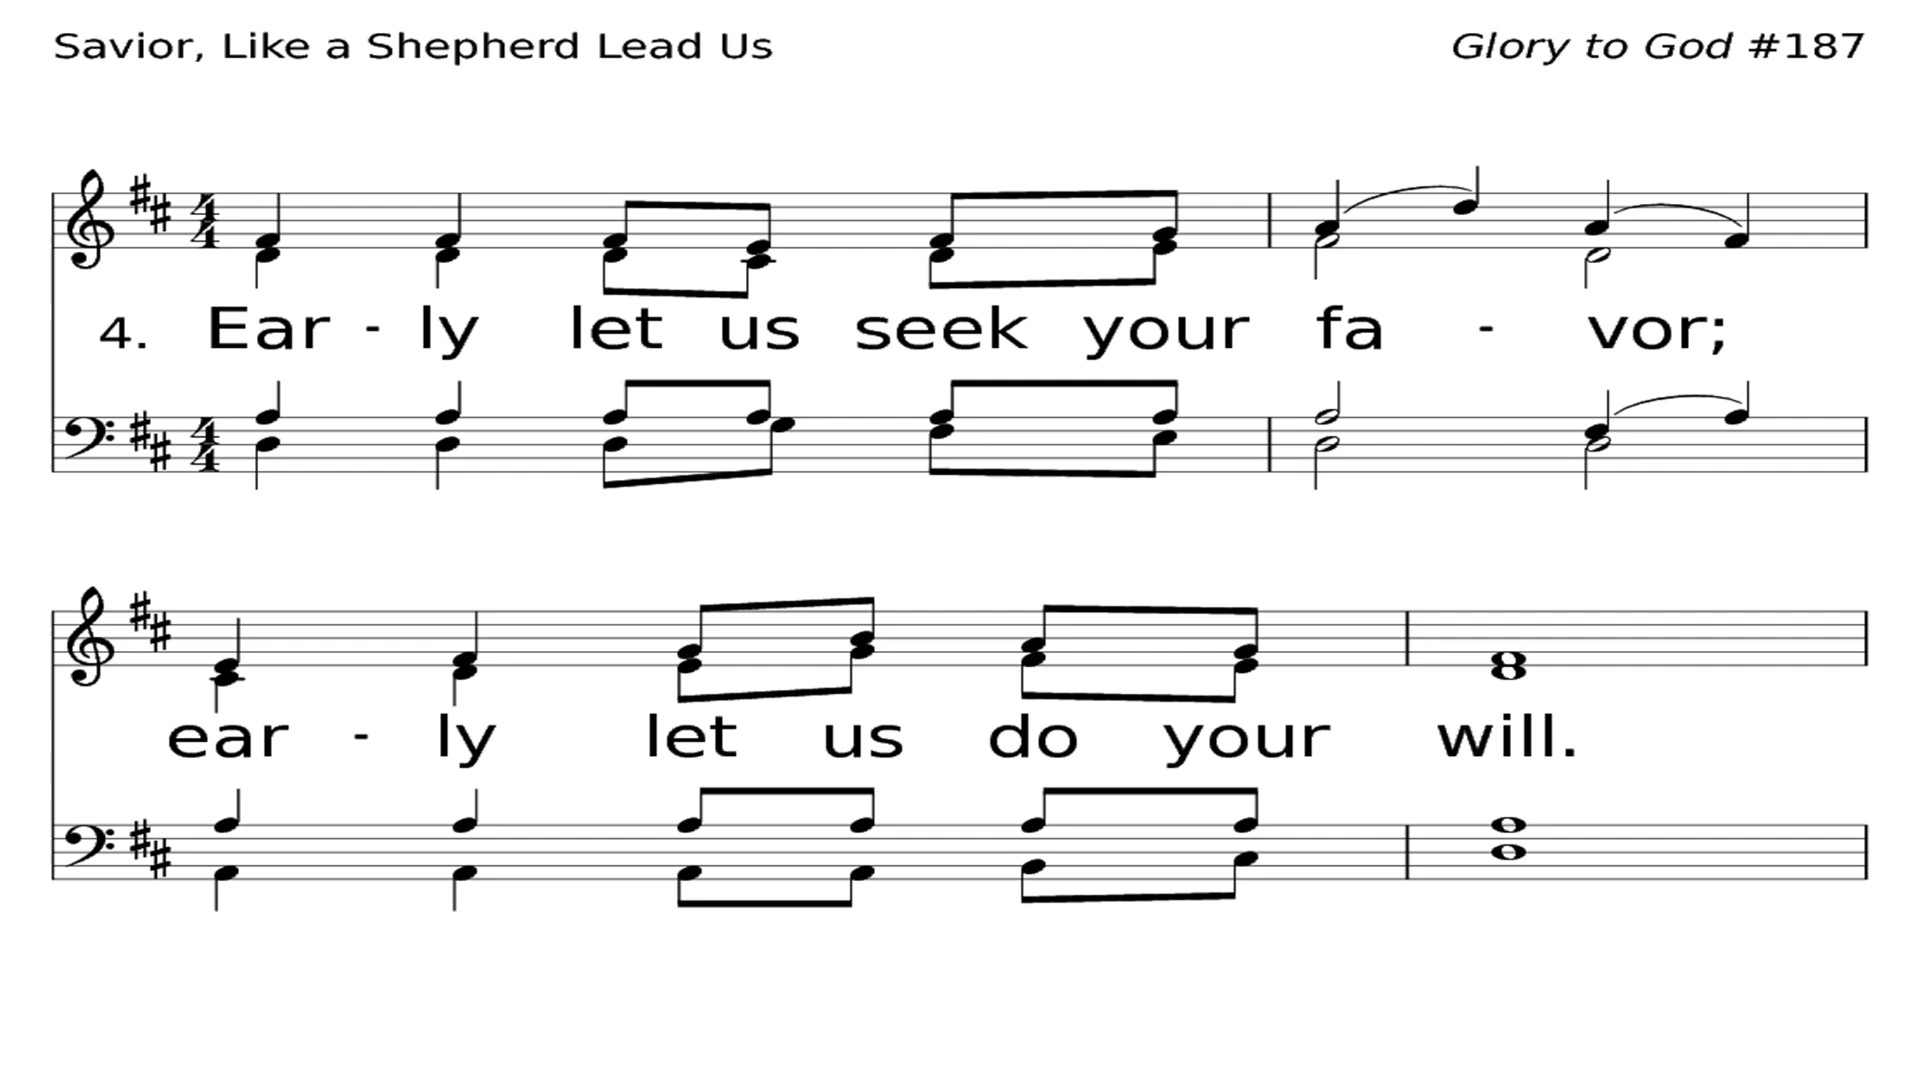 Savior, Like a Shepherd Lead Us
Glory to God #187
4. Ear - ly let us seek your fa - vor;
ear - ly let us do your will.